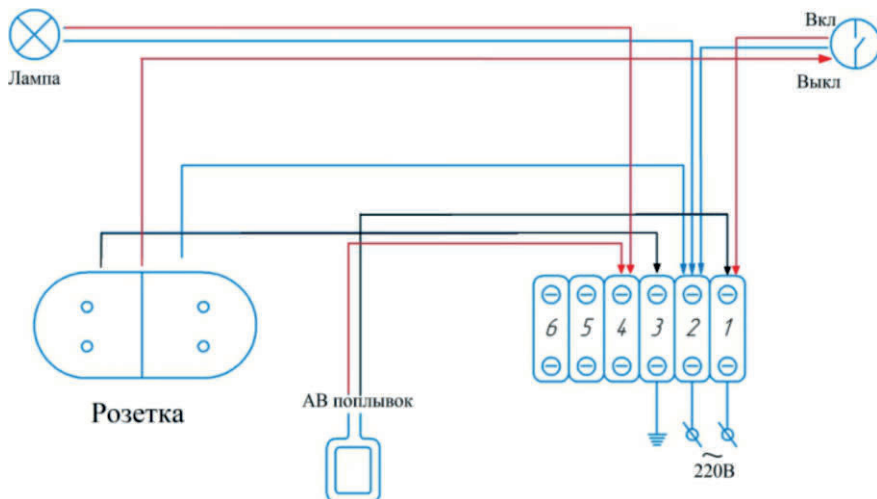 Вкл
Лампа
Выкл
6 5 4 3 2 1
АВ поплывок
Розетка
~
220В